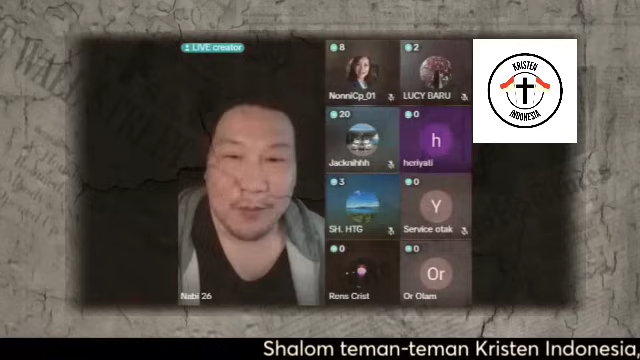 LIVE creator
8
NonniCp_01
2
LUCY BARU
20
Jacknihhh
0
h
heriyati
3
SH. HTG
0
Y
Service otak
0
Rens Crist
0
Or
Or Olam
Nabi 26
KRISTEN
INDONESIA
Shalom teman-teman Kristen Indonesia